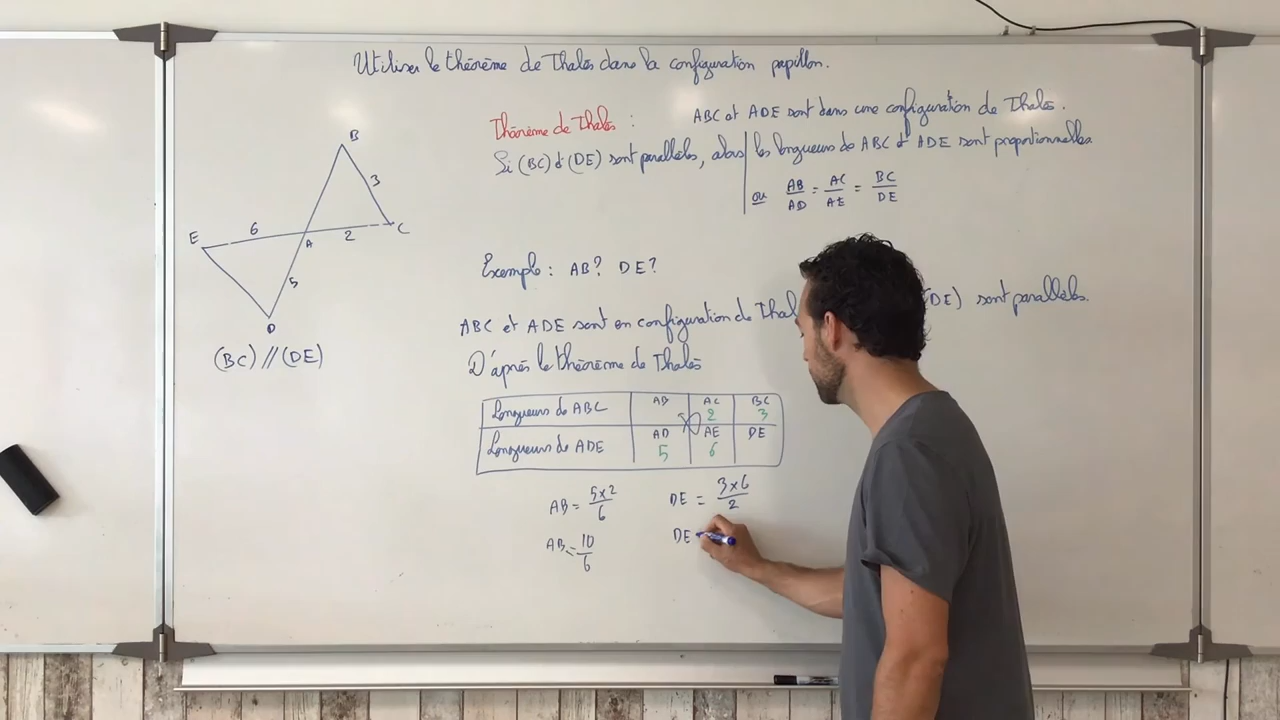 Utiliser le théorème de Thalès dans la configuration papillon.
Théorème de Thalès :
ABC et ADE sont dans une configuration de Thalès.
Si (BC) et (DE) sont parallèles, alors les longueurs de ABC et ADE sont proportionnelles.
ou AB/AD = AC/AE = BC/DE
B
3
E
6
A
2
C
5
D
(BC) // (DE)
Exemple : AB? DE?
ABC et ADE sont en configuration de Thal DE) sont parallèles.
D'après le théorème de Thalès
Longueurs de ABC AB AC 2 BC 3
Longueurs de ADE AD 5 AE 6 DE
AB = 5x2/6
DE = 3x6/2
AB = 10/6
DE